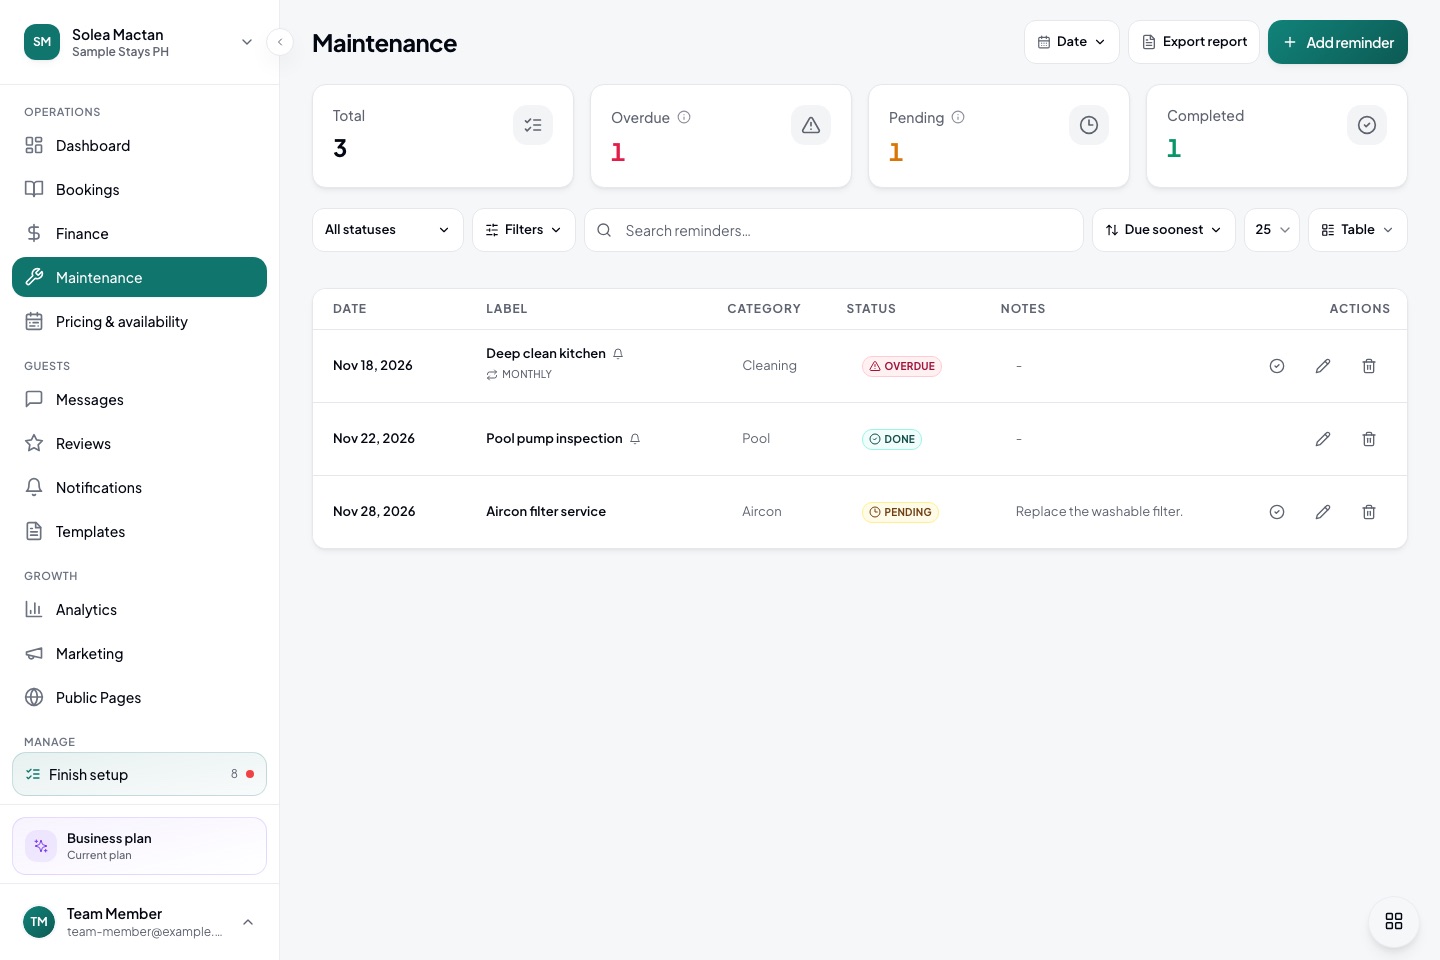 SM
Solea Mactan
Sample Stays PH
OPERATIONS
Dashboard
Bookings
Finance
Maintenance
Pricing & availability
GUESTS
Messages
Reviews
Notifications
Templates
GROWTH
Analytics
Marketing
Public Pages
MANAGE
Finish setup 8
Business plan
Current plan
TM
Team Member
team-member@example....
Maintenance
Date
Export report
Add reminder
Total
3
Overdue
1
Pending
1
Completed
1
All statuses
Filters
Search reminders...
Due soonest
25
Table
DATE LABEL CATEGORY STATUS NOTES ACTIONS
Nov 18, 2026 Deep clean kitchen Cleaning OVERDUE -
MONTHLY
Nov 22, 2026 Pool pump inspection Pool DONE -
Nov 28, 2026 Aircon filter service Aircon PENDING Replace the washable filter.